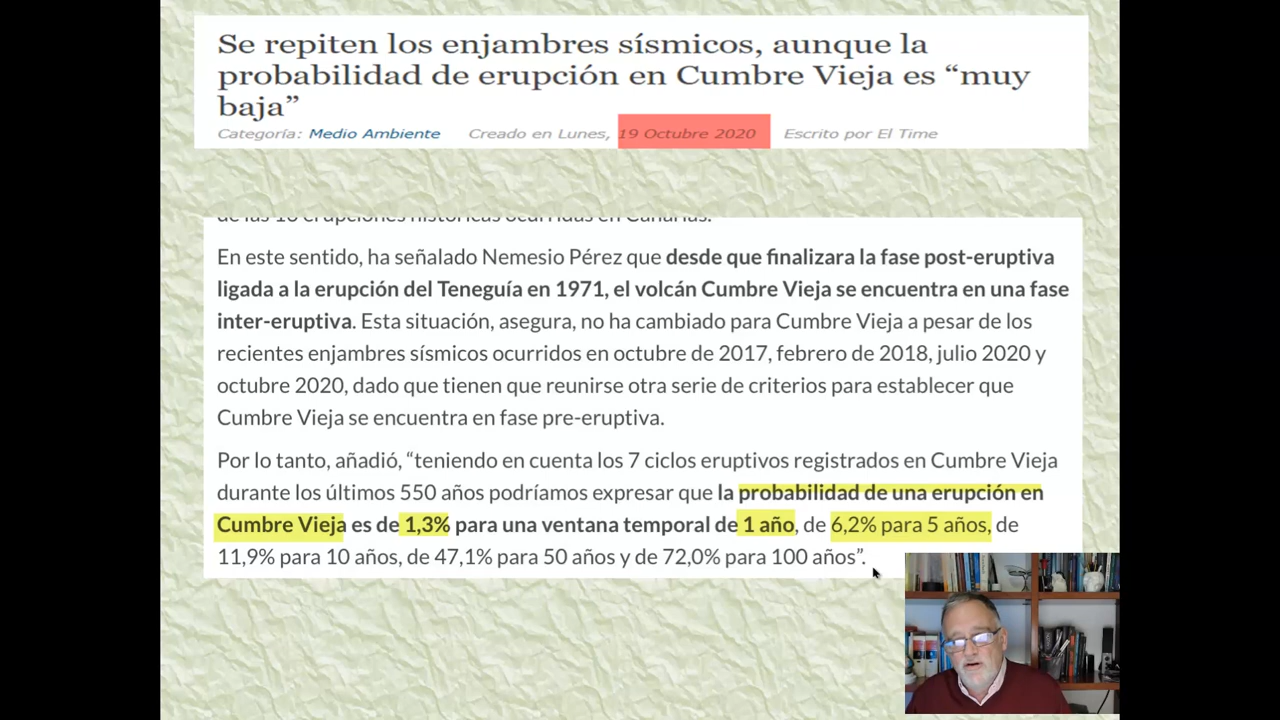 Se repiten los enjambres sísmicos, aunque la
probabilidad de erupción en Cumbre Vieja es “muy
baja”
Categoría: Medio Ambiente Creado en Lunes, 19 Octubre 2020 Escrito por El Time
de las 16 erupciones históricas ocurridas en Canarias.
En este sentido, ha señalado Nemesio Pérez que desde que finalizara la fase post-eruptiva
ligada a la erupción del Teneguía en 1971, el volcán Cumbre Vieja se encuentra en una fase
inter-eruptiva. Esta situación, asegura, no ha cambiado para Cumbre Vieja a pesar de los
recientes enjambres sísmicos ocurridos en octubre de 2017, febrero de 2018, julio 2020 y
octubre 2020, dado que tienen que reunirse otra serie de criterios para establecer que
Cumbre Vieja se encuentra en fase pre-eruptiva.
Por lo tanto, añadió, “teniendo en cuenta los 7 ciclos eruptivos registrados en Cumbre Vieja
durante los últimos 550 años podríamos expresar que la probabilidad de una erupción en
Cumbre Vieja es de 1,3% para una ventana temporal de 1 año, de 6,2% para 5 años, de
11,9% para 10 años, de 47,1% para 50 años y de 72,0% para 100 años”.